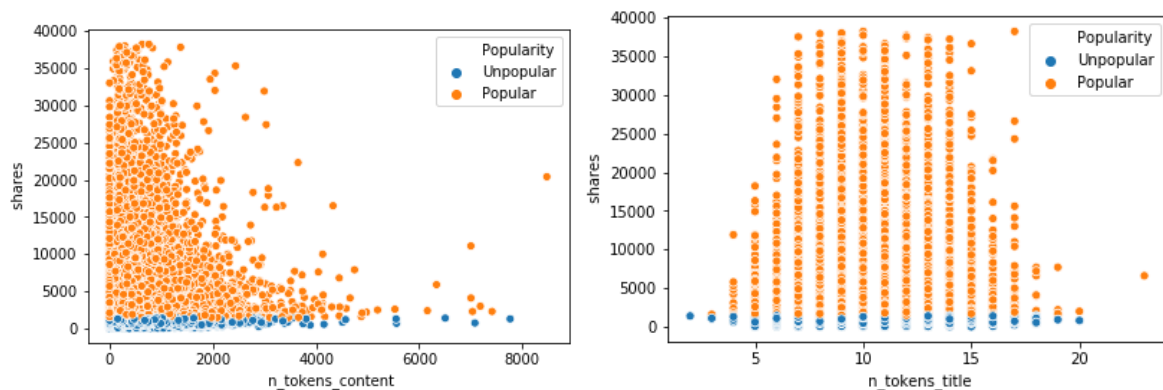 40000
35000
30000
25000
20000
15000
10000
5000
0
shares
0 2000 4000 6000 8000
n_tokens_content
Popularity
Unpopular
Popular
40000
35000
30000
25000
20000
15000
10000
5000
0
shares
5 10 15 20
n_tokens_title
Popularity
Unpopular
Popular